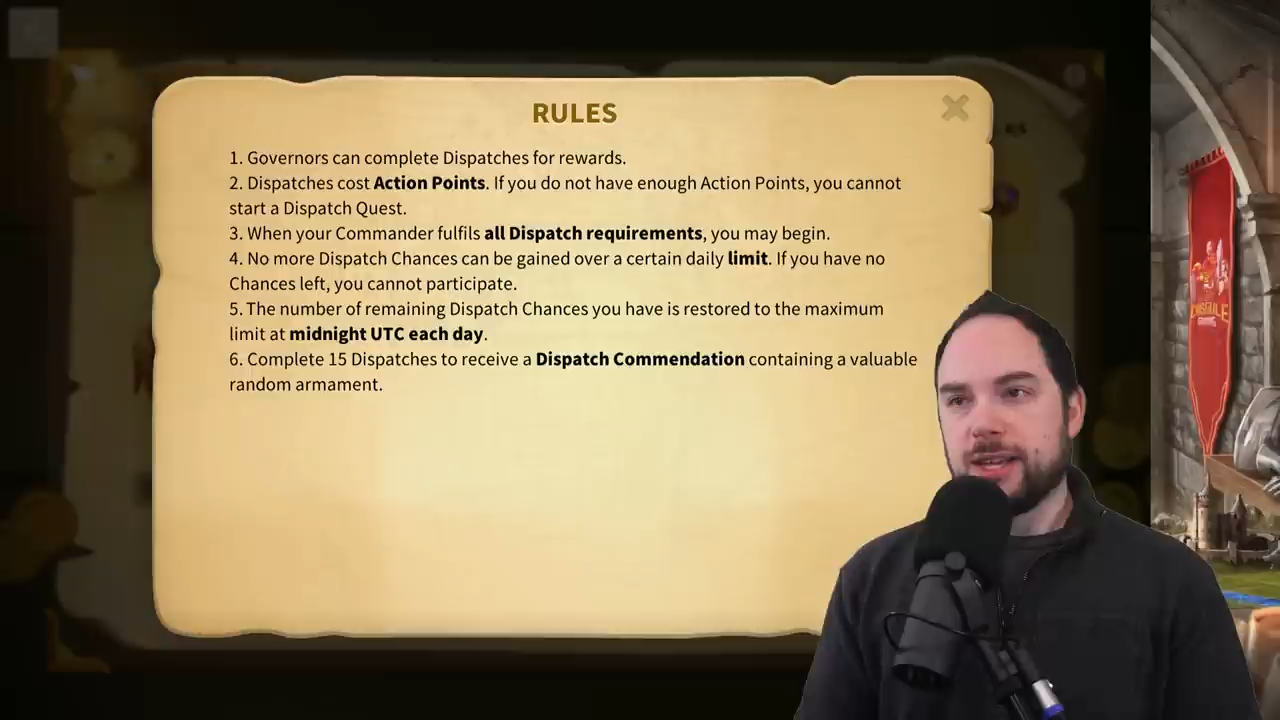 RULES
1. Governors can complete Dispatches for rewards.
2. Dispatches cost Action Points. If you do not have enough Action Points, you cannot
start a Dispatch Quest.
3. When your Commander fulfils all Dispatch requirements, you may begin.
4. No more Dispatch Chances can be gained over a certain daily limit. If you have no
Chances left, you cannot participate.
5. The number of remaining Dispatch Chances you have is restored to the maximum
limit at midnight UTC each day.
6. Complete 15 Dispatches to receive a Dispatch Commendation containing a valuable
random armament.